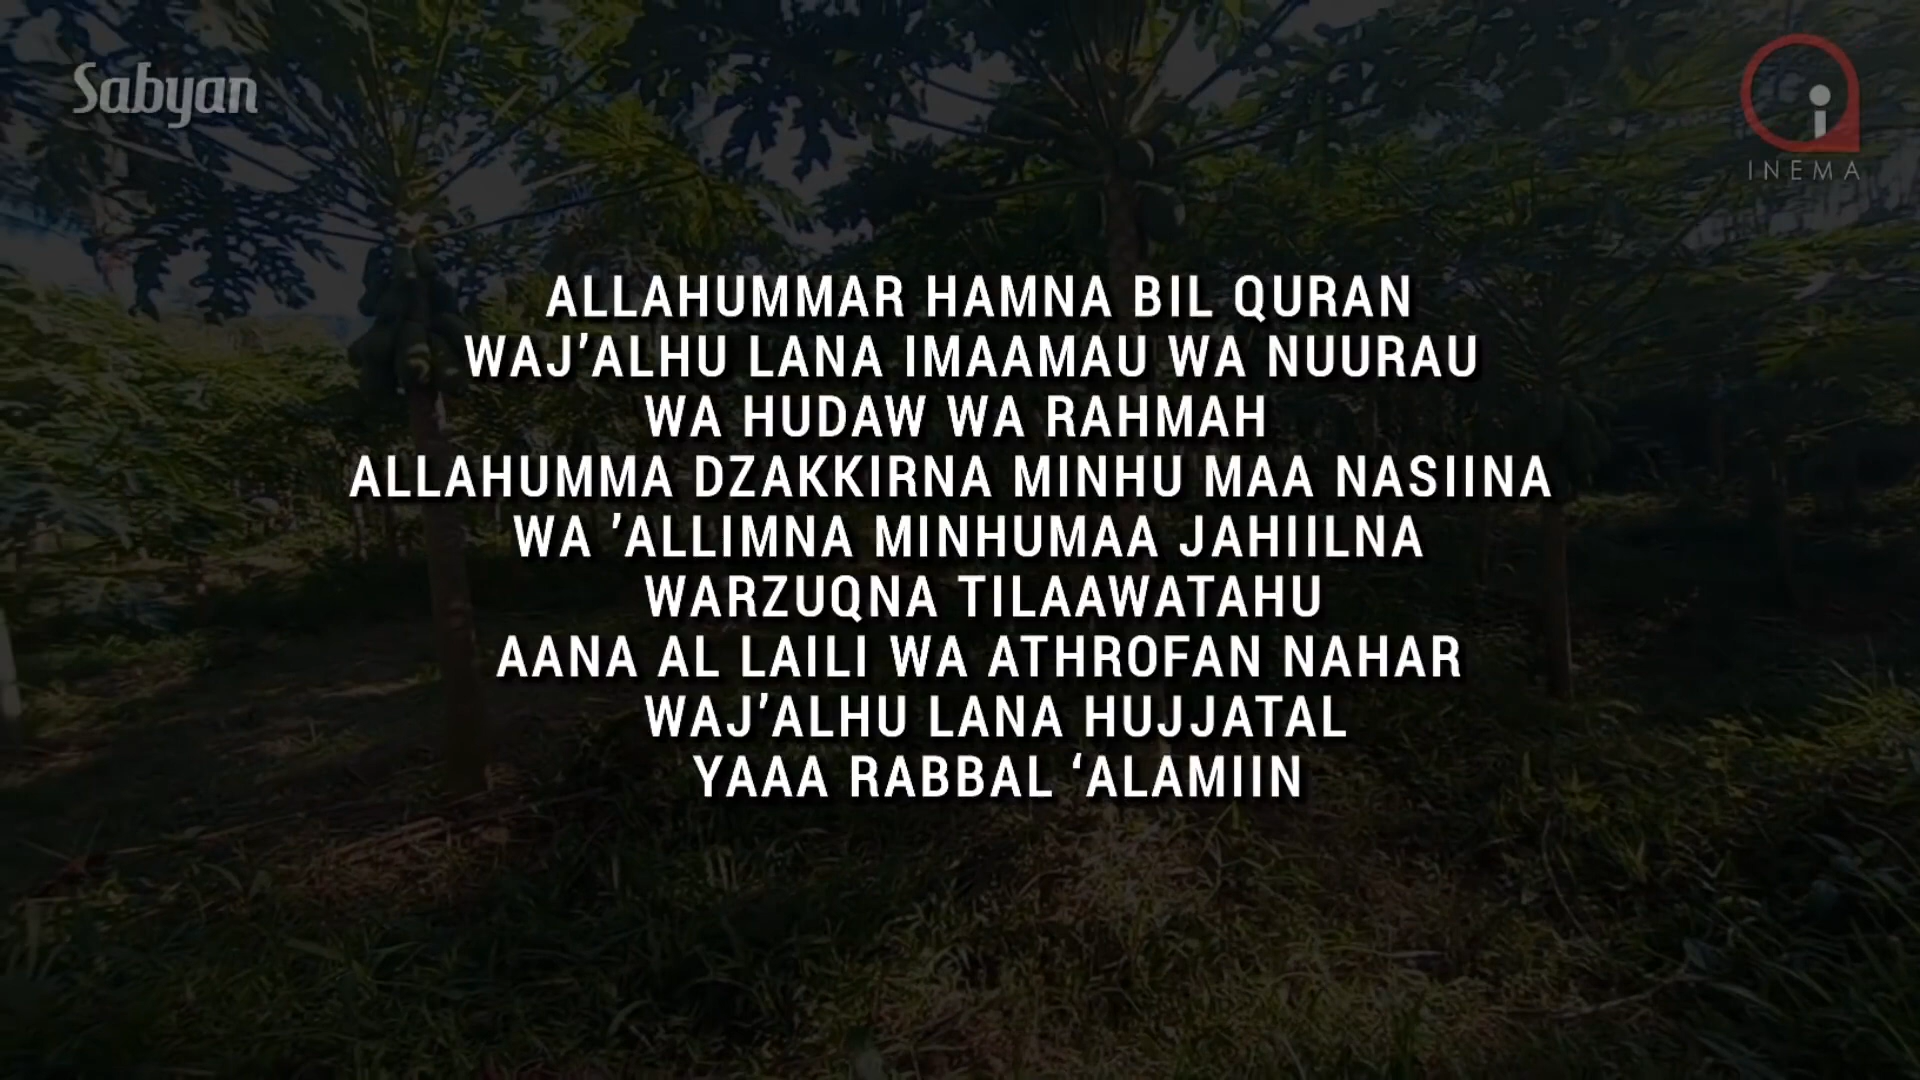 Sabyan
INEMA
ALLAHUMMAR HAMNA BIL QURAN
WAJ’ALHU LANA IMAAMAU WA NUURAU
WA HUDAW WA RAHMAH
ALLAHUMMA DZAKKIRNA MINHU MAA NASIINA
WA ’ALLIMNA MINHUMAA JAHIILNA
WARZUQNA TILAAWATAHU
AANA AL LAILI WA ATHROFAN NAHAR
WAJ’ALHU LANA HUJJATAL
YAAA RABBAL ‘ALAMIIN